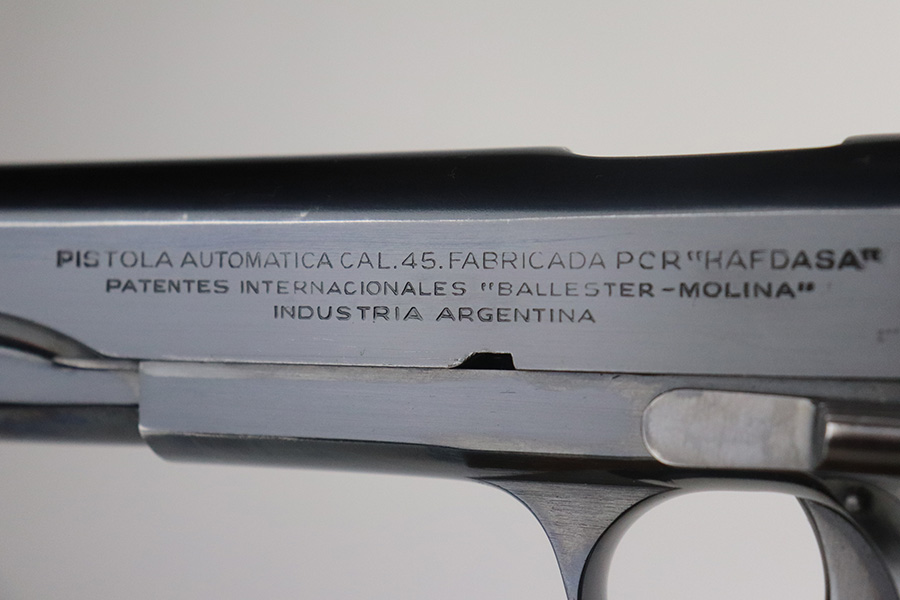 PISTOLA AUTOMATICA CAL.45.FABRICADA POR "HAFDASA"
PATENTES INTERNACIONALES "BALLESTER-MOLINA"
INDUSTRIA ARGENTINA